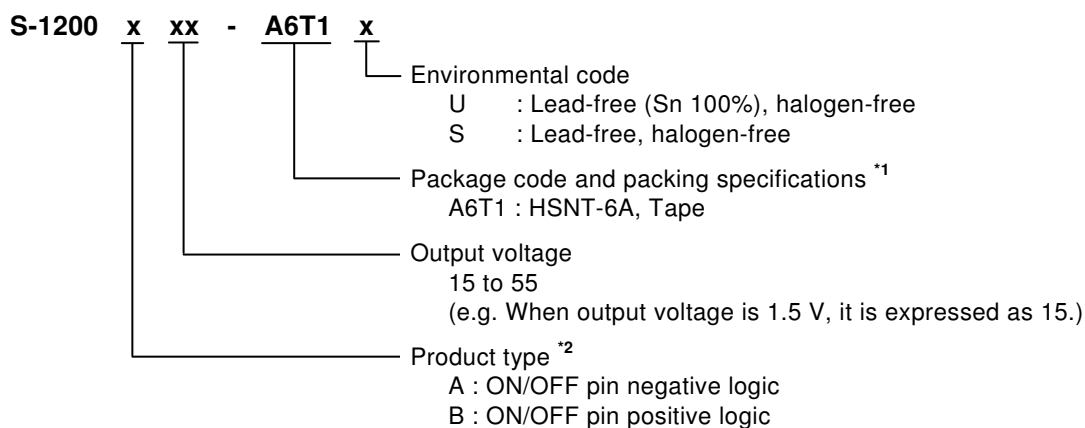 S-1200 x xx - A6T1 x
Environmental code
U : Lead-free (Sn 100%), halogen-free
S : Lead-free, halogen-free
Package code and packing specifications *1
A6T1 : HSNT-6A, Tape
Output voltage
15 to 55
(e.g. When output voltage is 1.5 V, it is expressed as 15.)
Product type *2
A : ON/OFF pin negative logic
B : ON/OFF pin positive logic